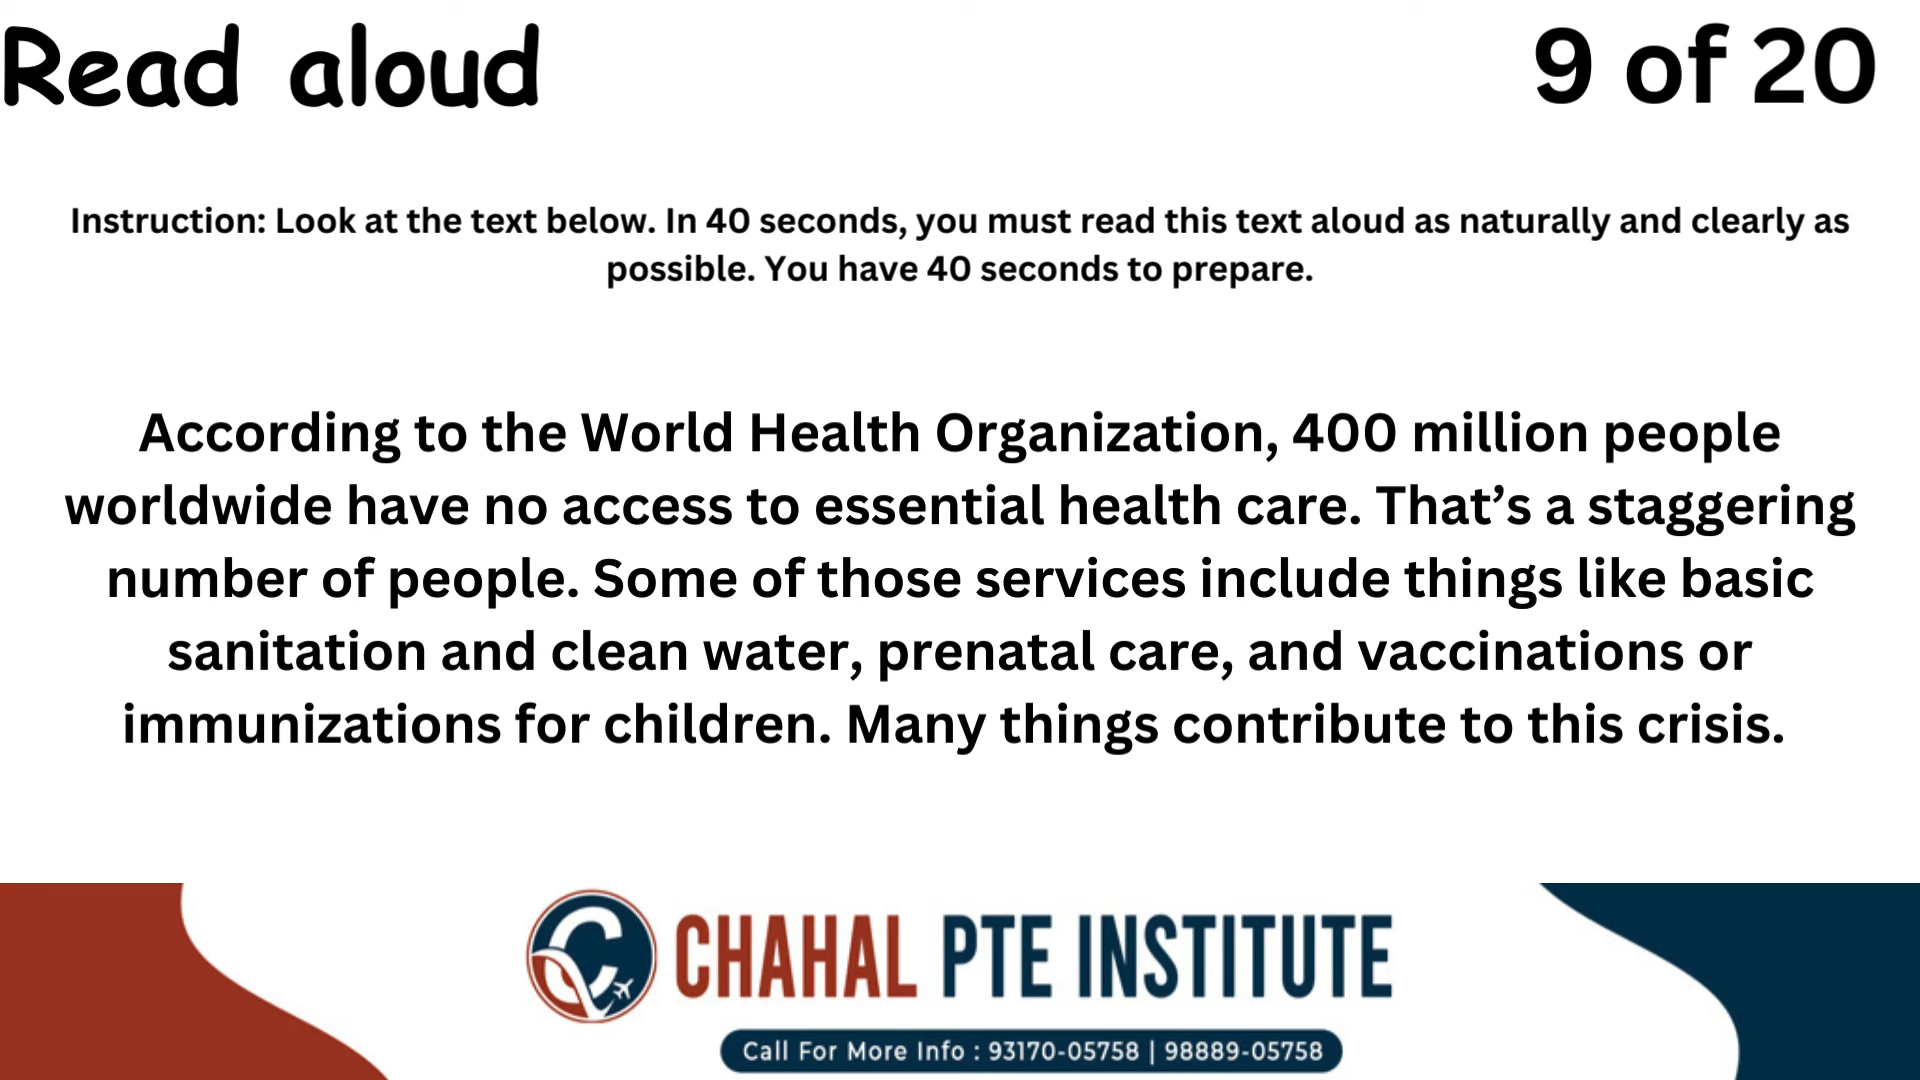 Read aloud
9 of 20
Instruction: Look at the text below. In 40 seconds, you must read this text aloud as naturally and clearly as
possible. You have 40 seconds to prepare.
According to the World Health Organization, 400 million people
worldwide have no access to essential health care. That’s a staggering
number of people. Some of those services include things like basic
sanitation and clean water, prenatal care, and vaccinations or
immunizations for children. Many things contribute to this crisis.
CHAHAL PTE INSTITUTE
Call For More Info : 93170-05758 | 98889-05758